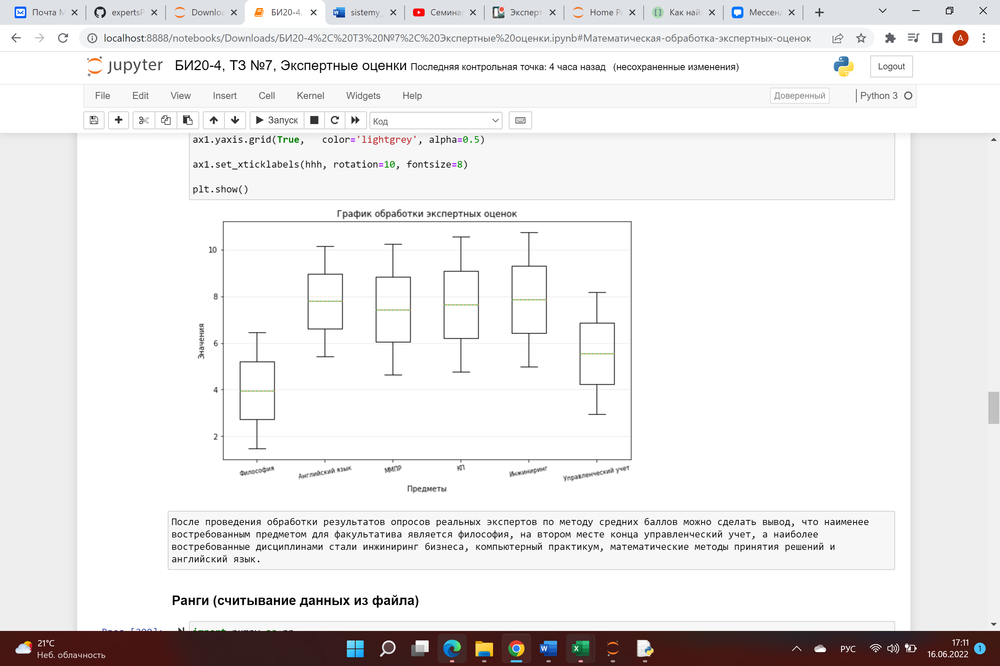 Почта М
expertsP
Downloa
БИ20-4,
sistemy_
Семина
Эксперт
Home Pa
Как най
Мессен
localhost:8888/notebooks/Downloads/БИ20-4%2C%20ТЗ%20№7%2C%20Экспертные%20оценки.ipynb#Математическая-обработка-экспертных-оценок
A
jupyter БИ20-4, ТЗ №7, Экспертные оценки Последняя контрольная точка: 4 часа назад (несохраненные изменения)
Logout
File Edit View Insert Cell Kernel Widgets Help
Доверенный
Python 3
Запуск
Код
ax1.yaxis.grid(True,   color='lightgrey', alpha=0.5)
ax1.set_xticklabels(hhh, rotation=10, fontsize=8)
plt.show()
График обработки экспертных оценок
10
8
6
4
2
Значения
Философия
Английский язык
ММПР
КП
Инжиниринг
Управленческий учет
Предметы
После проведения обработки результатов опросов реальных экспертов по методу средних баллов можно сделать вывод, что наименее
востребованным предметом для факультатива является философия, на втором месте конца управленческий учет, а наиболее
востребованные дисциплинами стали инжиниринг бизнеса, компьютерный практикум, математические методы принятия решений и
английский язык.
Ранги (считывание данных из файла)
21°C
Неб. облачность
РУС
17:11
16.06.2022
1